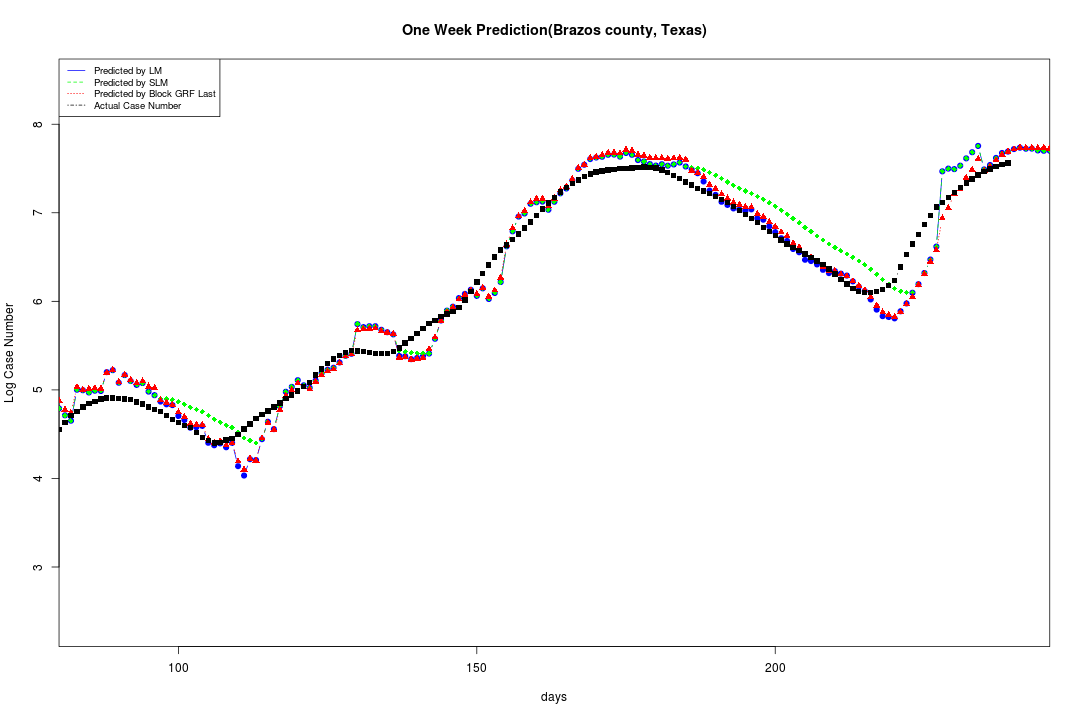 One Week Prediction(Brazos county, Texas)
Predicted by LM
Predicted by SLM
Predicted by Block GRF Last
Actual Case Number
8
7
6
5
4
3
Log Case Number
100 150 200
days